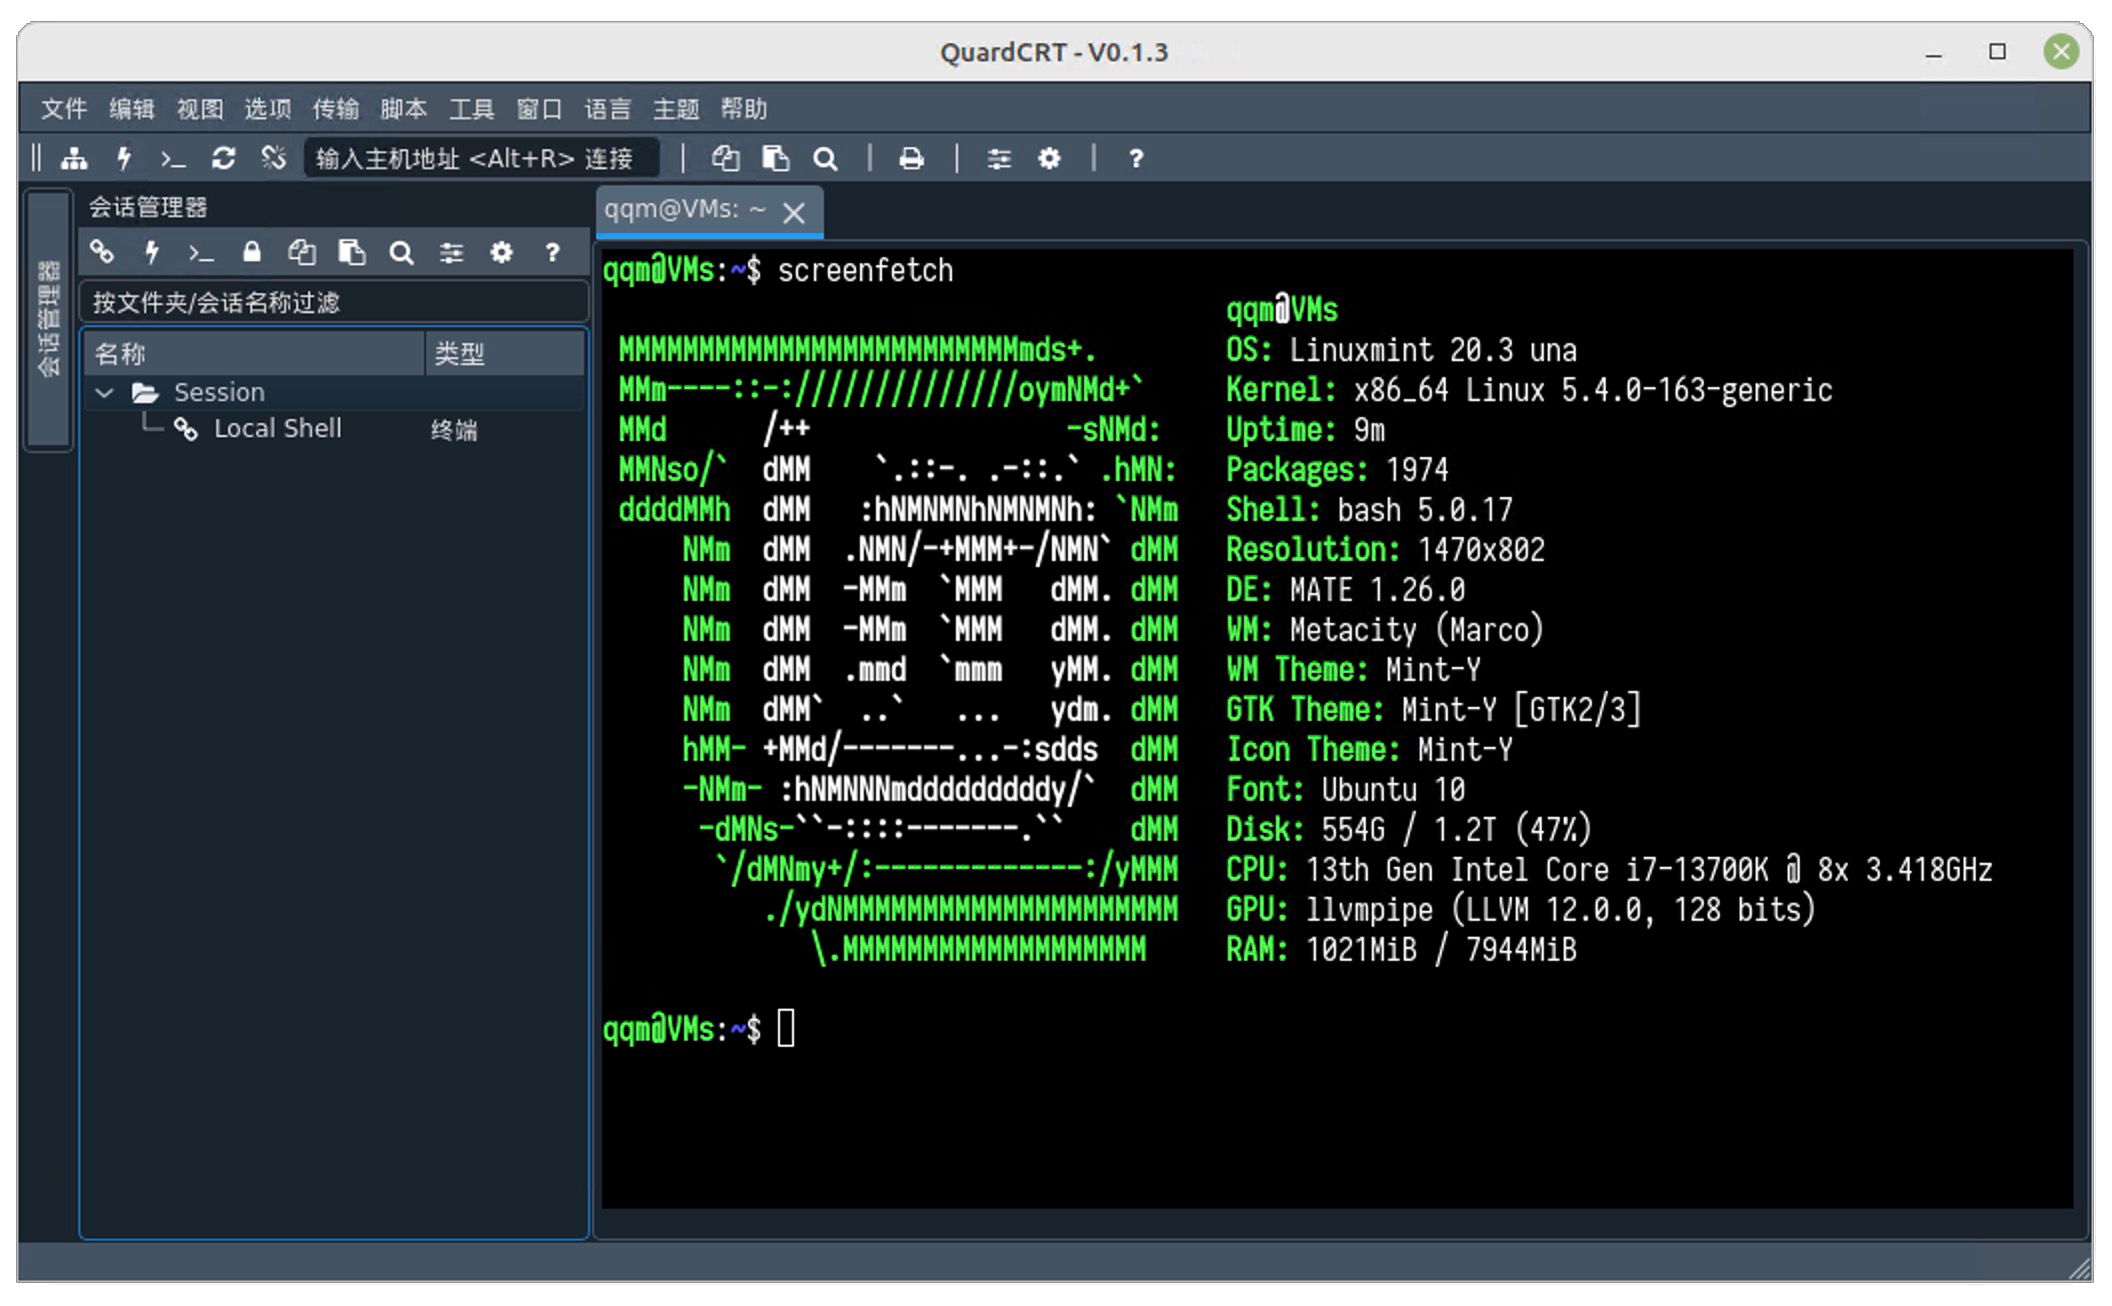 QuardCRT - V0.1.3
文件 编辑 视图 选项 传输 脚本 工具 窗口 语言 主题 帮助
输入主机地址 <Alt+R> 连接
会话管理器
会话管理器
按文件夹/会话名称过滤
名称 类型
Session
Local Shell 终端
qqm@VMs: ~
qqm@VMs:~$ screenfetch
qqm@VMs
MMMMMMMMMMMMMMMMMMMMMMMMMmds+. OS: Linuxmint 20.3 una
MMm----::-://////////////oymNMd+` Kernel: x86_64 Linux 5.4.0-163-generic
MMd /++ -sNMd: Uptime: 9m
MMNso/` dMM `.::-. .-::.` .hMN: Packages: 1974
ddddMMh dMM :hNMNMNhNMNMNh: `NMm Shell: bash 5.0.17
NMm dMM .NMN/-+MMM+-/NMN` dMM Resolution: 1470x802
NMm dMM -MMm `MMM dMM. dMM DE: MATE 1.26.0
NMm dMM -MMm `MMM dMM. dMM WM: Metacity (Marco)
NMm dMM .mmd `mmm yMM. dMM WM Theme: Mint-Y
NMm dMM` ..` ... ydm. dMM GTK Theme: Mint-Y [GTK2/3]
hMM- +MMd/-------...-:sdds dMM Icon Theme: Mint-Y
-NMm- :hNMNNNmdddddddddy/` dMM Font: Ubuntu 10
-dMNs-``-::::-------.`` dMM Disk: 554G / 1.2T (47%)
`/dMNmy+/:-------------:/yMMM CPU: 13th Gen Intel Core i7-13700K @ 8x 3.418GHz
./ydNMMMMMMMMMMMMMMMMMMMMM GPU: llvmpipe (LLVM 12.0.0, 128 bits)
\.MMMMMMMMMMMMMMMMMMM RAM: 1021MiB / 7944MiB
qqm@VMs:~$